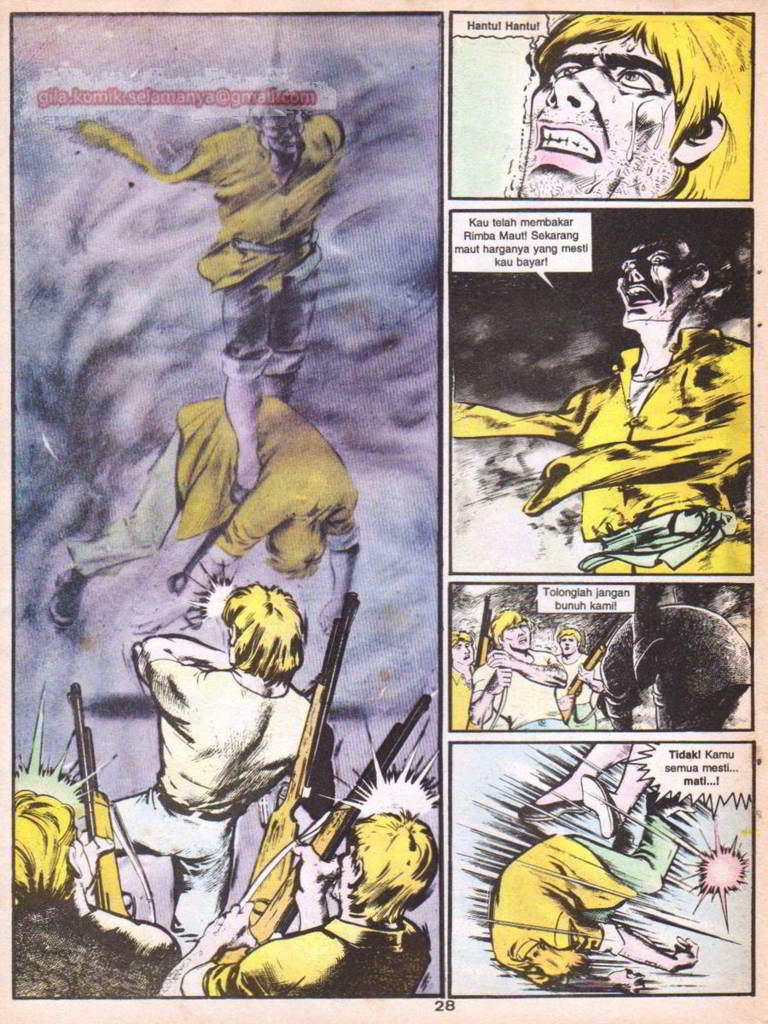 gila.komik.selamanya@gmail.com
Hantu! Hantu!
Kau telah membakar
Rimba Maut! Sekarang
maut harganya yang mesti
kau bayar!
Tolonglah jangan
bunuh kami!
Tidak! Kamu
semua mesti...
mati...!
28